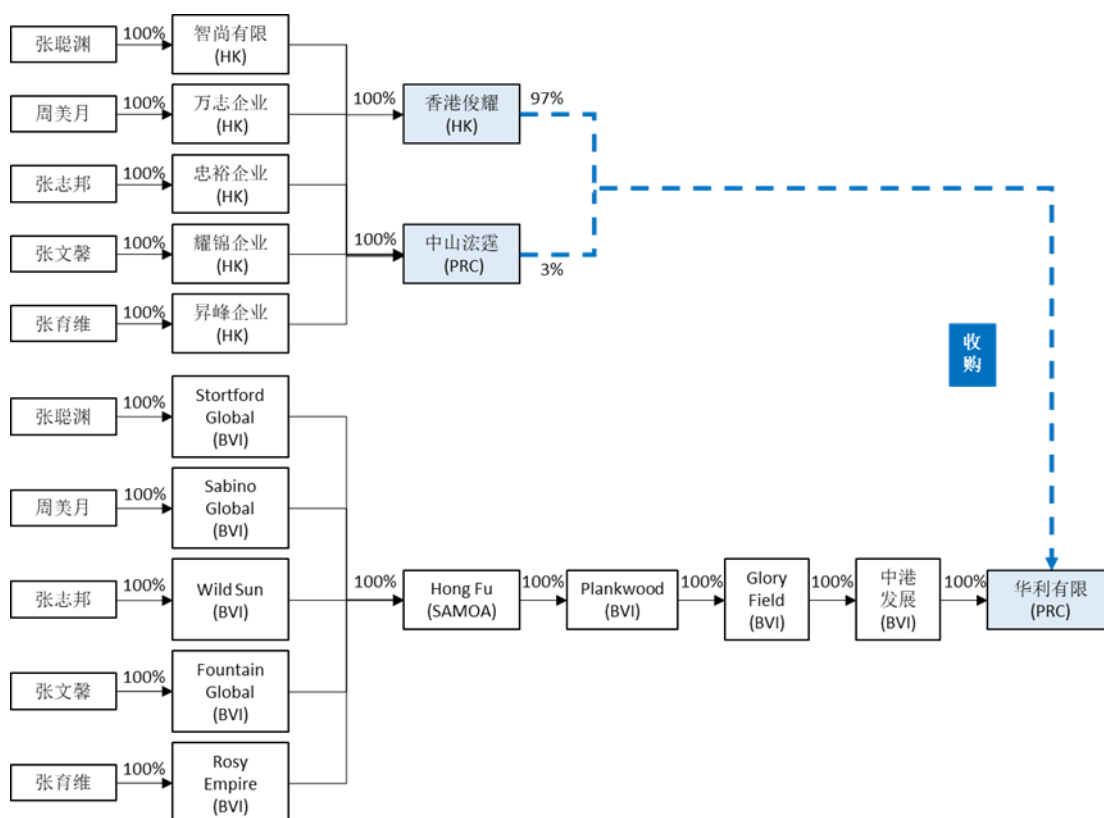 张聪渊
100%
智尚有限
(HK)
周美月
100%
万志企业
(HK)
100%
香港俊耀
(HK)
97%
张志邦
100%
忠裕企业
(HK)
张文馨
100%
耀锦企业
(HK)
100%
中山浤霆
(PRC)
3%
张育维
100%
昇峰企业
(HK)
收
购
张聪渊
100%
Stortford
Global
(BVI)
周美月
100%
Sabino
Global
(BVI)
张志邦
100%
Wild Sun
(BVI)
100%
Hong Fu
(SAMOA)
100%
Plankwood
(BVI)
100%
Glory
Field
(BVI)
100%
中港
发展
(BVI)
100%
华利有限
(PRC)
张文馨
100%
Fountain
Global
(BVI)
张育维
100%
Rosy
Empire
(BVI)